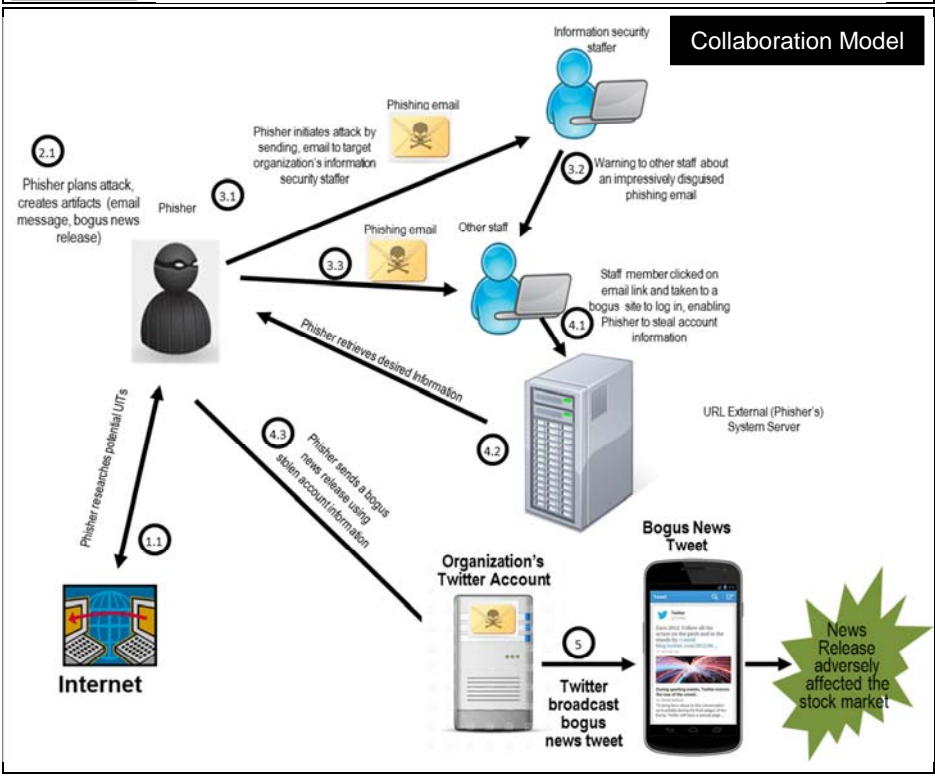 Collaboration Model
Information security
staffer
Phishing email
Phisher initiates attack by
sending, email to target
organization's information
security staffer
2.1
Phisher plans attack,
creates artifacts (email
message, bogus news
release)
3.1
Phisher
3.2
Warning to other staff about
an impressively disguised
phishing email
Phishing email
3.3
Other staff
Staff member clicked on
email link and taken to a
bogus site to log in, enabling
Phisher to steal account
information
4.1
Phisher retrieves desired Information
4.2
URL External (Phisher's)
System Server
Phisher researches potential UITs
1.1
Internet
4.3
Phisher sends a bogus
news release using
stolen account information
Organization's
Twitter Account
5
Twitter
broadcast
bogus
news tweet
Bogus News
Tweet
Tweet
Twitter
News
Release
adversely
affected the
stock market